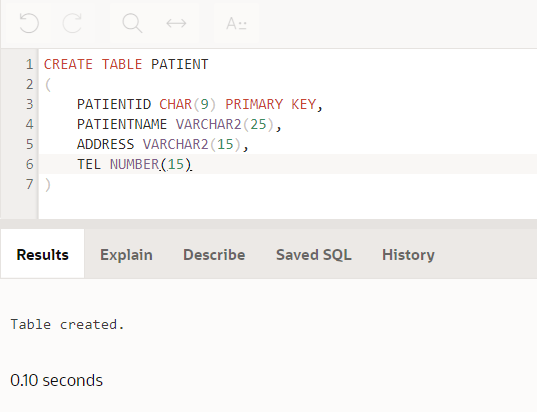 A::
1 CREATE TABLE PATIENT
2 (
3 PATIENTID CHAR(9) PRIMARY KEY,
4 PATIENTNAME VARCHAR2(25),
5 ADDRESS VARCHAR2(15),
6 TEL NUMBER(15)
7 )
Results Explain Describe Saved SQL History
Table created.
0.10 seconds